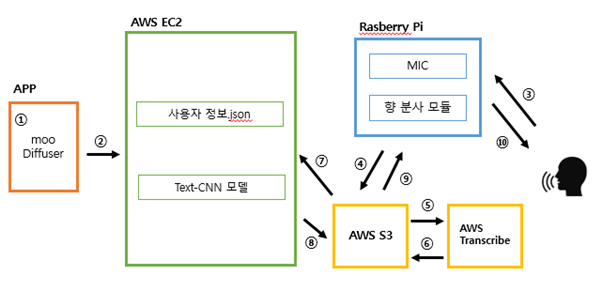 AWS EC2
Rasberry Pi
MIC
APP
①
moo
Diffuser
②
사용자 정보.json
향 분사 모듈
③
⑩
⑦
④
⑨
Text-CNN 모델
⑧
AWS S3
⑤
⑥
AWS
Transcribe